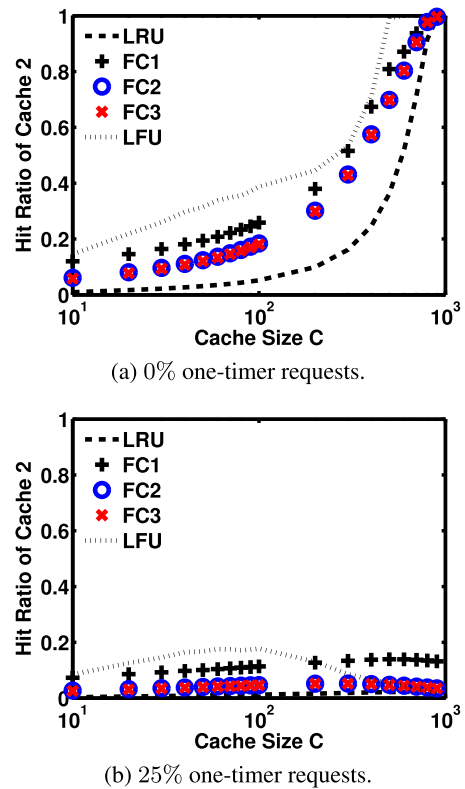 1
0.8
0.6
0.4
0.2
0
Hit Ratio of Cache 2
LRU
FC1
FC2
FC3
LFU
10^1
10^2
10^3
Cache Size C
(a) 0% one-timer requests.
1
0.8
0.6
0.4
0.2
0
Hit Ratio of Cache 2
LRU
FC1
FC2
FC3
LFU
10^1
10^2
10^3
Cache Size C
(b) 25% one-timer requests.